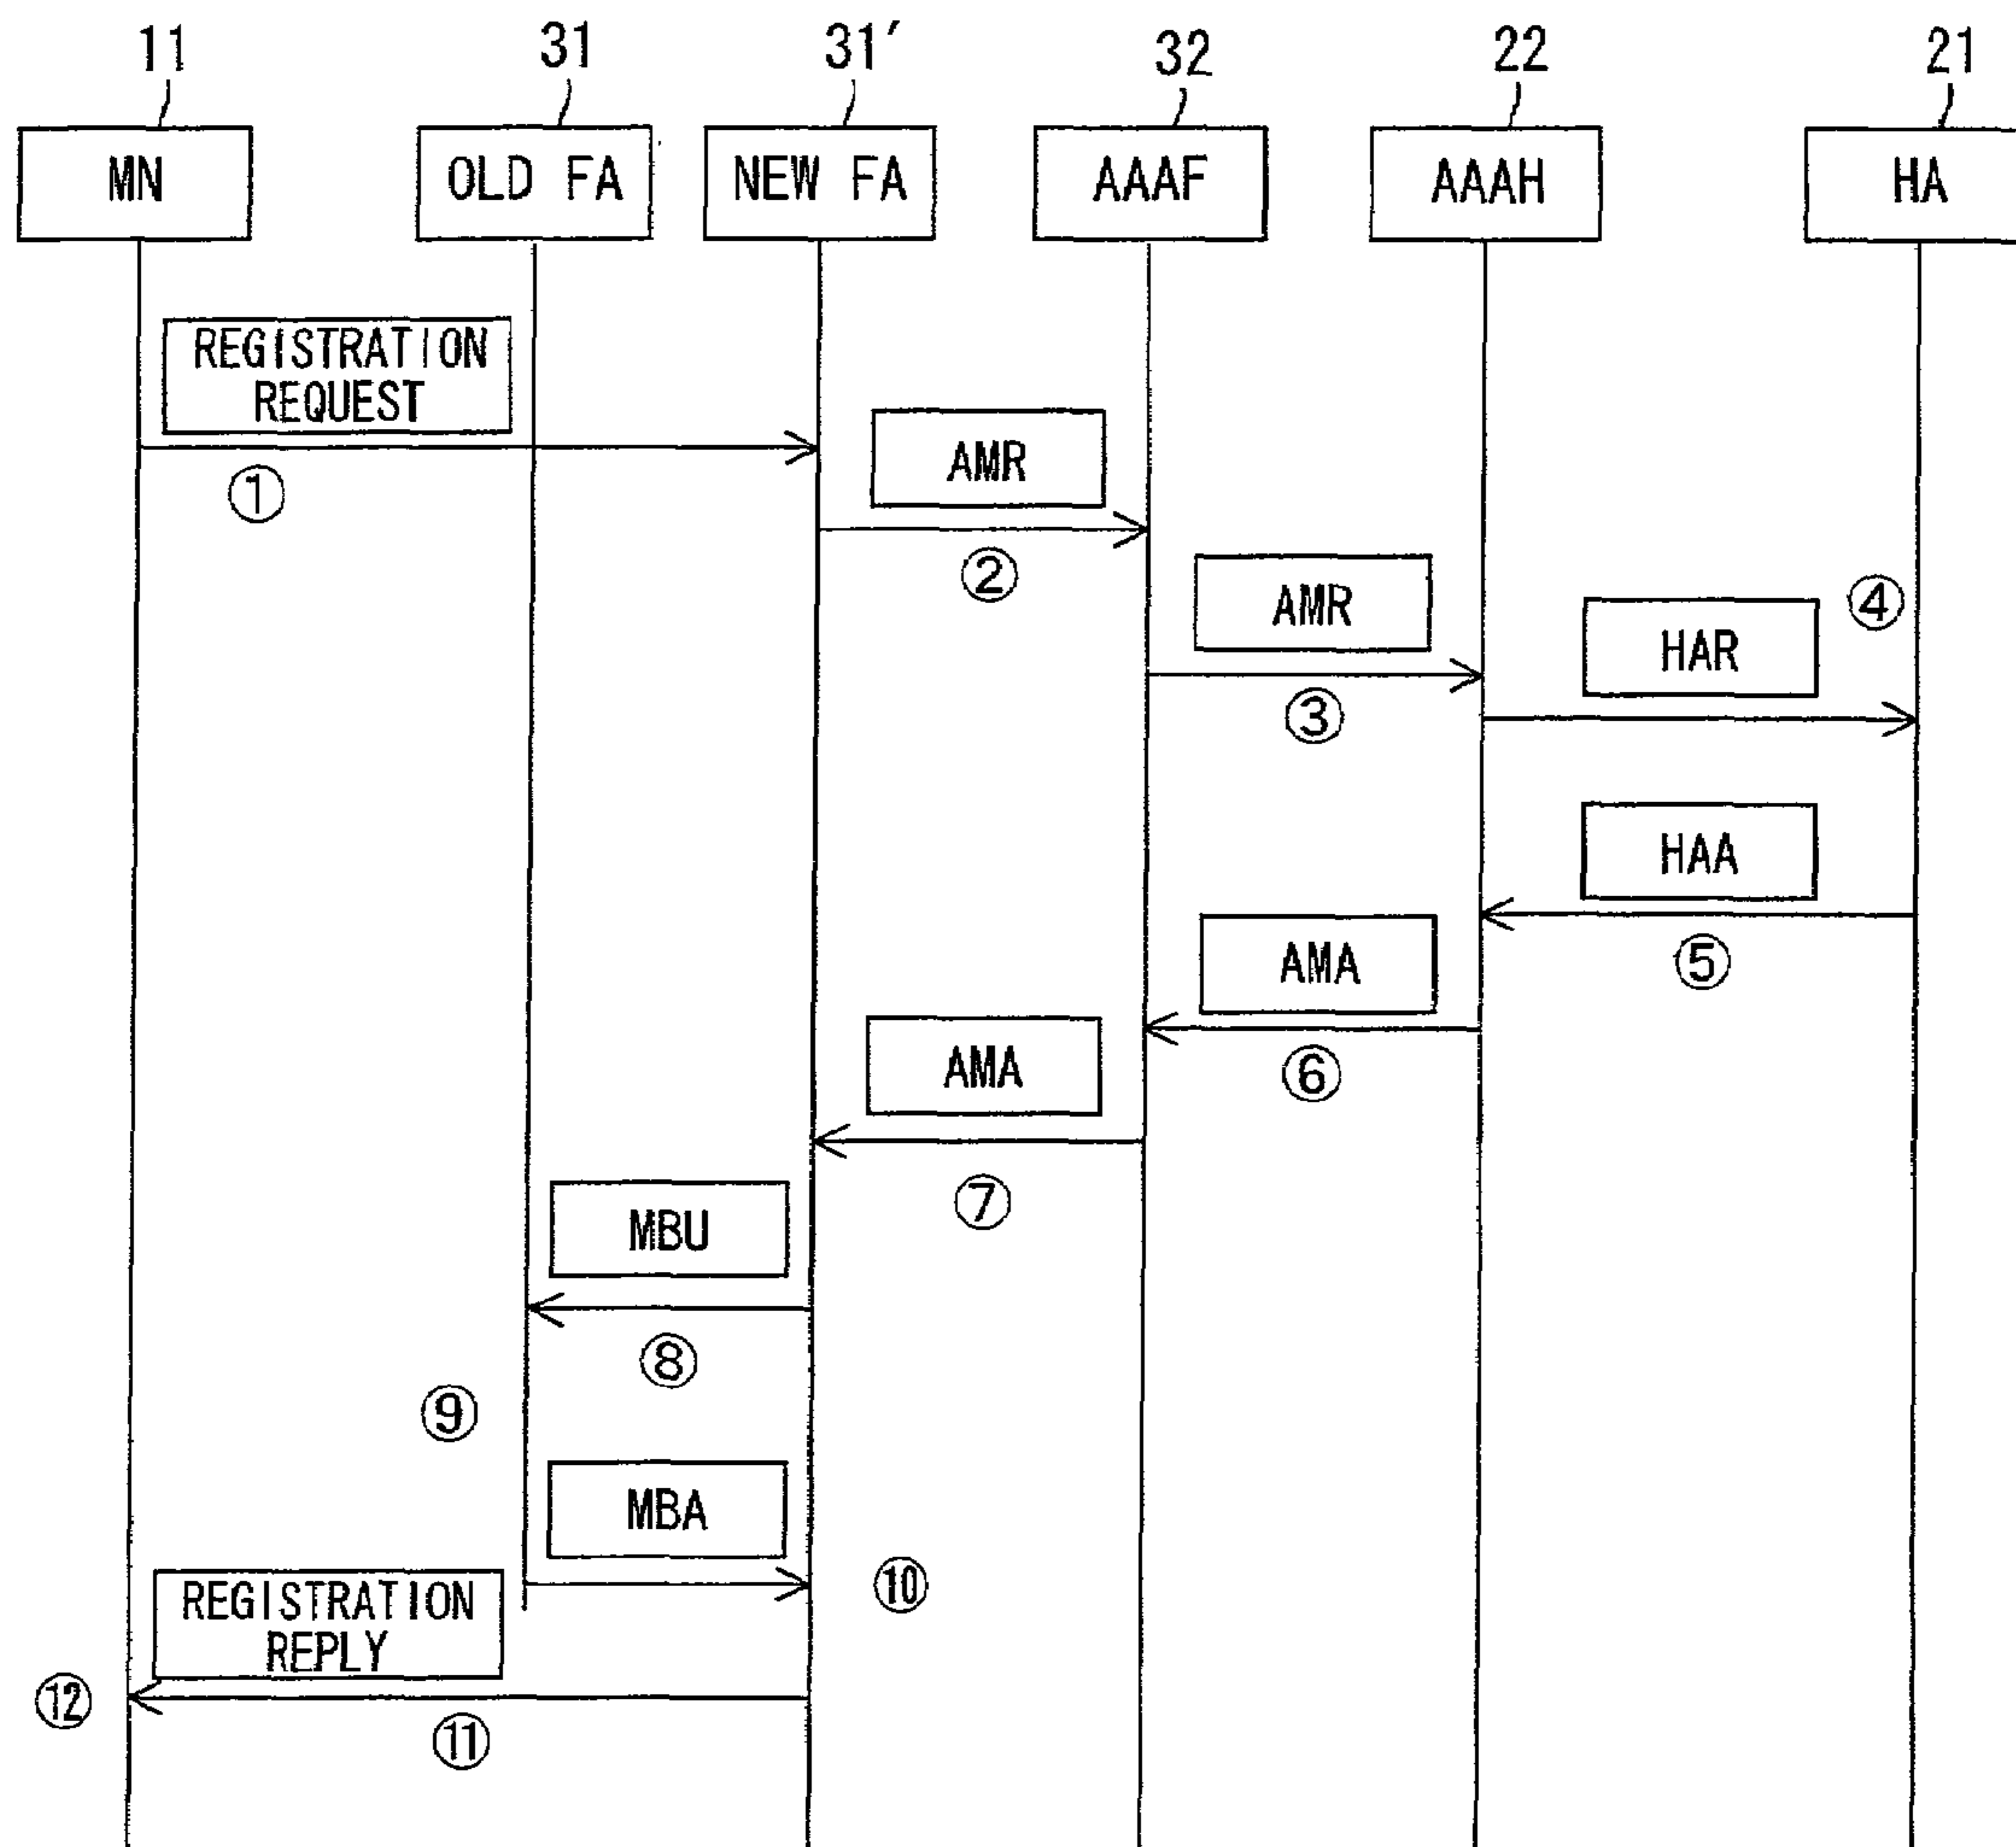 11 31 31′ 32 22 21
MN OLD FA NEW FA AAAF AAAH HA
REGISTRATION
REQUEST
①
AMR
②
AMR
③
④
HAR
HAA
⑤
AMA
⑥
AMA
⑦
MBU
⑧
⑨
MBA
⑩
REGISTRATION
REPLY
⑫
⑪